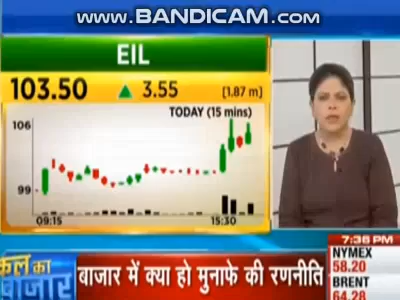 WWW.BANDICAM.COM
EIL
103.50 ▲ 3.55 [1.87 m]
TODAY (15 mins)
106
99
09:15 15:30
कल का
बाजार
बाजार में क्या हो मुनाफे की रणनीति
7:36 PM
NYMEX
58.20
BRENT
64.28